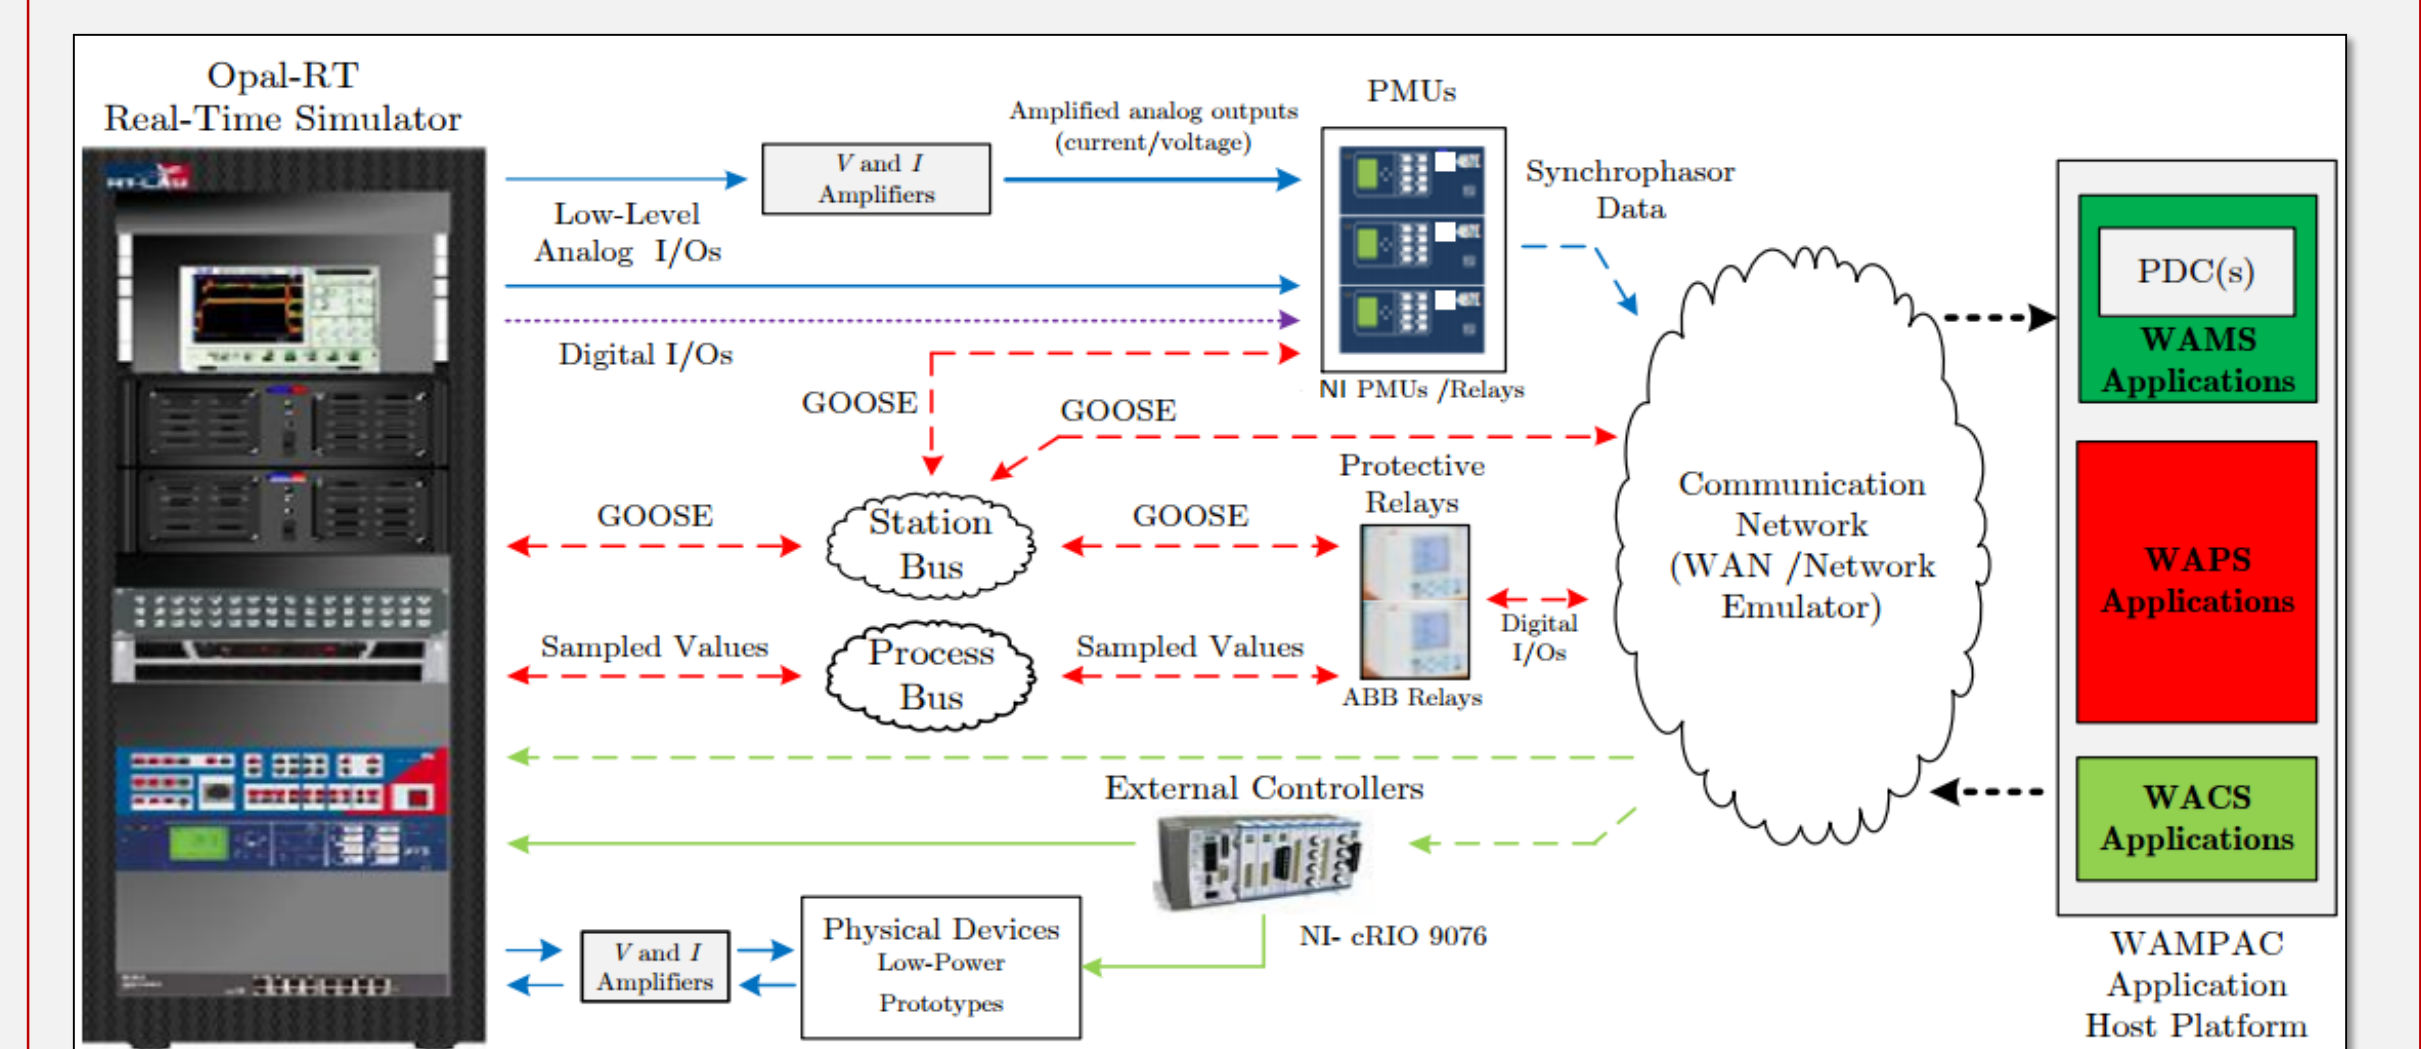 Opal-RT
Real-Time Simulator
Low-Level
Analog I/Os
V and I
Amplifiers
Amplified analog outputs
(current/voltage)
PMUs
NI PMUs /Relays
Synchrophasor
Data
Digital I/Os
GOOSE
GOOSE
GOOSE
Station
Bus
GOOSE
Protective
Relays
ABB Relays
Digital
I/Os
Sampled Values
Process
Bus
Sampled Values
Communication
Network
(WAN /Network
Emulator)
External Controllers
NI- cRIO 9076
V and I
Amplifiers
Physical Devices
Low-Power
Prototypes
PDC(s)
WAMS
Applications
WAPS
Applications
WACS
Applications
WAMPAC
Application
Host Platform